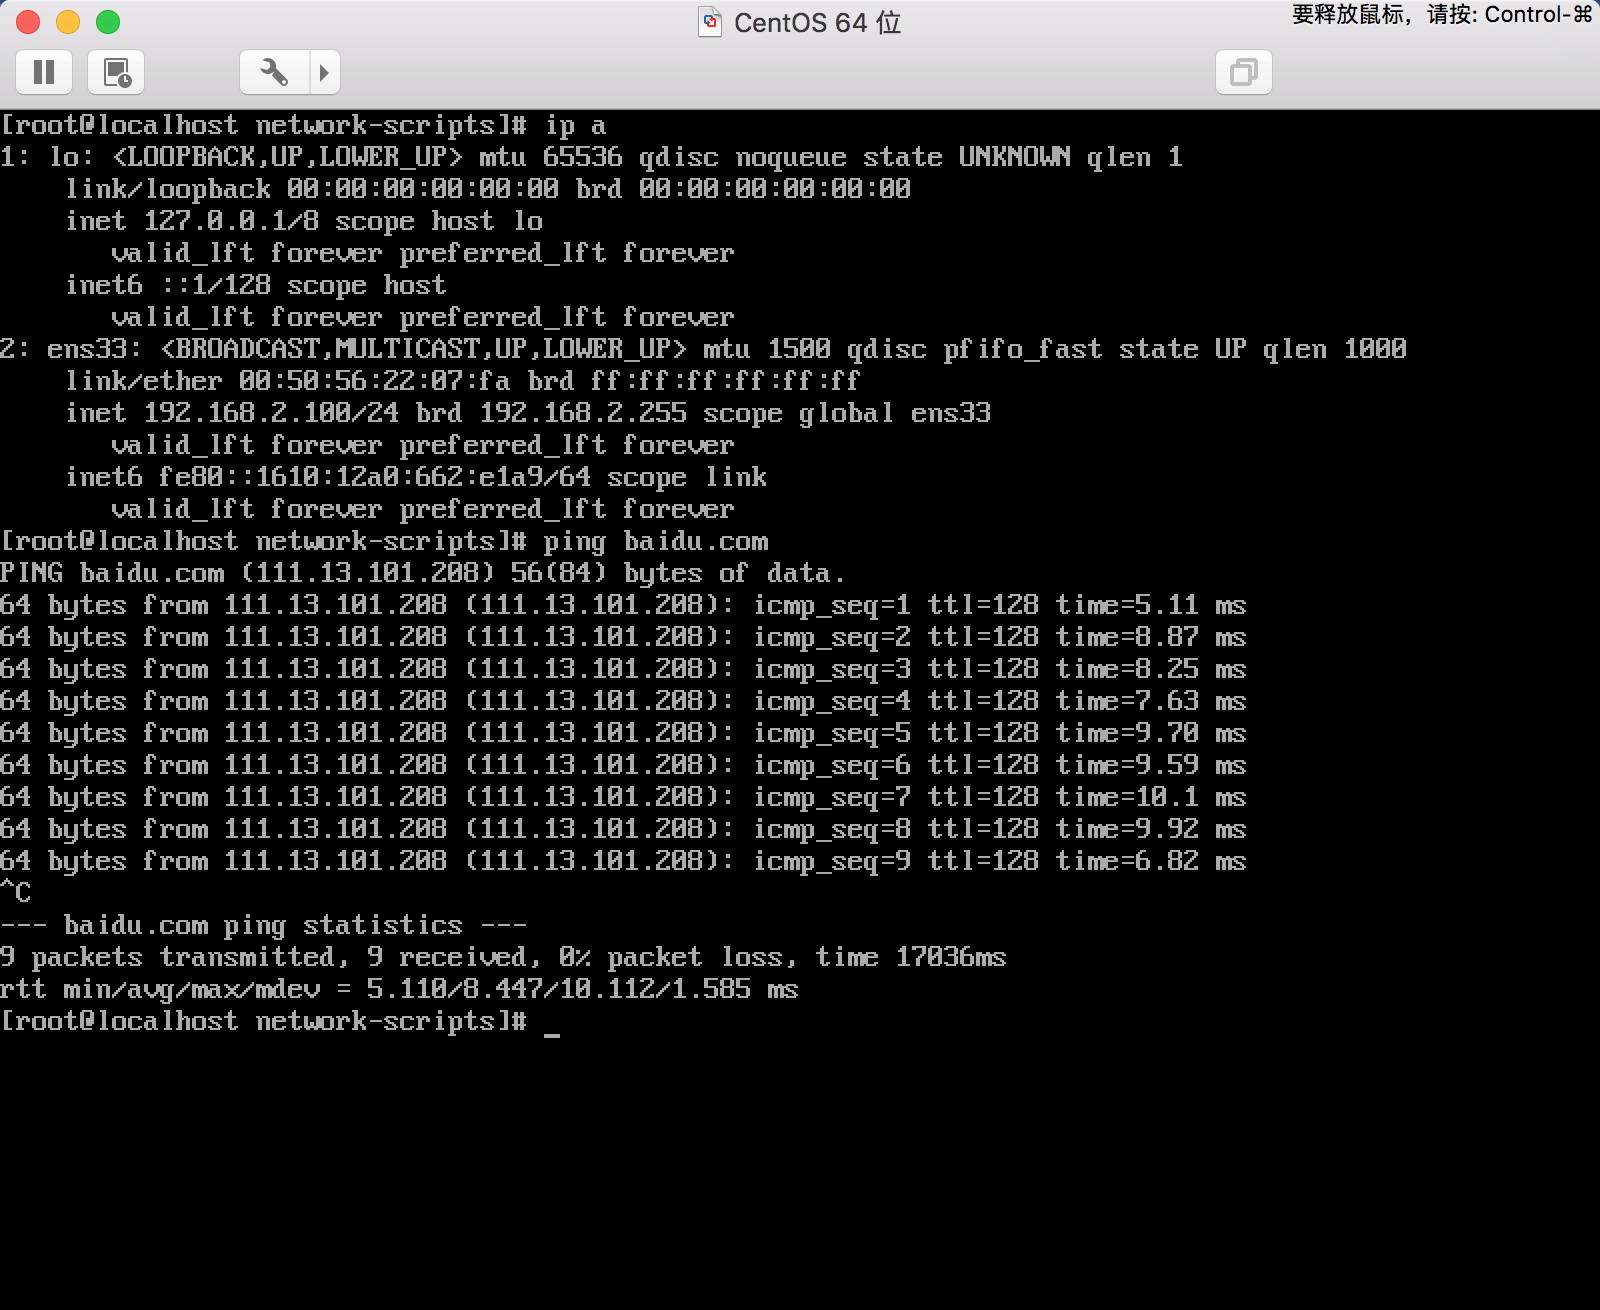 CentOS 64 位
要释放鼠标，请按: Control-⌘
[root@localhost network-scripts]# ip a
1: lo: <LOOPBACK,UP,LOWER_UP> mtu 65536 qdisc noqueue state UNKNOWN qlen 1
    link/loopback 00:00:00:00:00:00 brd 00:00:00:00:00:00
    inet 127.0.0.1/8 scope host lo
       valid_lft forever preferred_lft forever
    inet6 ::1/128 scope host
       valid_lft forever preferred_lft forever
2: ens33: <BROADCAST,MULTICAST,UP,LOWER_UP> mtu 1500 qdisc pfifo_fast state UP qlen 1000
    link/ether 00:50:56:22:07:fa brd ff:ff:ff:ff:ff:ff
    inet 192.168.2.100/24 brd 192.168.2.255 scope global ens33
       valid_lft forever preferred_lft forever
    inet6 fe80::1610:12a0:662:e1a9/64 scope link
       valid_lft forever preferred_lft forever
[root@localhost network-scripts]# ping baidu.com
PING baidu.com (111.13.101.208) 56(84) bytes of data.
64 bytes from 111.13.101.208 (111.13.101.208): icmp_seq=1 ttl=128 time=5.11 ms
64 bytes from 111.13.101.208 (111.13.101.208): icmp_seq=2 ttl=128 time=8.87 ms
64 bytes from 111.13.101.208 (111.13.101.208): icmp_seq=3 ttl=128 time=8.25 ms
64 bytes from 111.13.101.208 (111.13.101.208): icmp_seq=4 ttl=128 time=7.63 ms
64 bytes from 111.13.101.208 (111.13.101.208): icmp_seq=5 ttl=128 time=9.70 ms
64 bytes from 111.13.101.208 (111.13.101.208): icmp_seq=6 ttl=128 time=9.59 ms
64 bytes from 111.13.101.208 (111.13.101.208): icmp_seq=7 ttl=128 time=10.1 ms
64 bytes from 111.13.101.208 (111.13.101.208): icmp_seq=8 ttl=128 time=9.92 ms
64 bytes from 111.13.101.208 (111.13.101.208): icmp_seq=9 ttl=128 time=6.82 ms
^C
--- baidu.com ping statistics ---
9 packets transmitted, 9 received, 0% packet loss, time 17036ms
rtt min/avg/max/mdev = 5.110/8.447/10.112/1.585 ms
[root@localhost network-scripts]# _